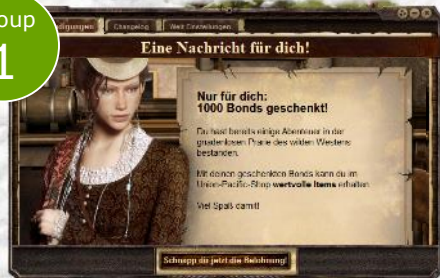 oup
1
digungen Changelog Welt Einstellungen
Eine Nachricht für dich!
Nur für dich:
1000 Bonds geschenkt!
Du hast bereits einige Abenteuer in der
gnadenlosen Prärie des wilden Westens
bestanden.
Mit deinen geschenkten Bonds kann du im
Union-Pacific-Shop wertvolle Items erhalten.
Viel Spaß damit!
Schnapp dir jetzt die Belohnung!